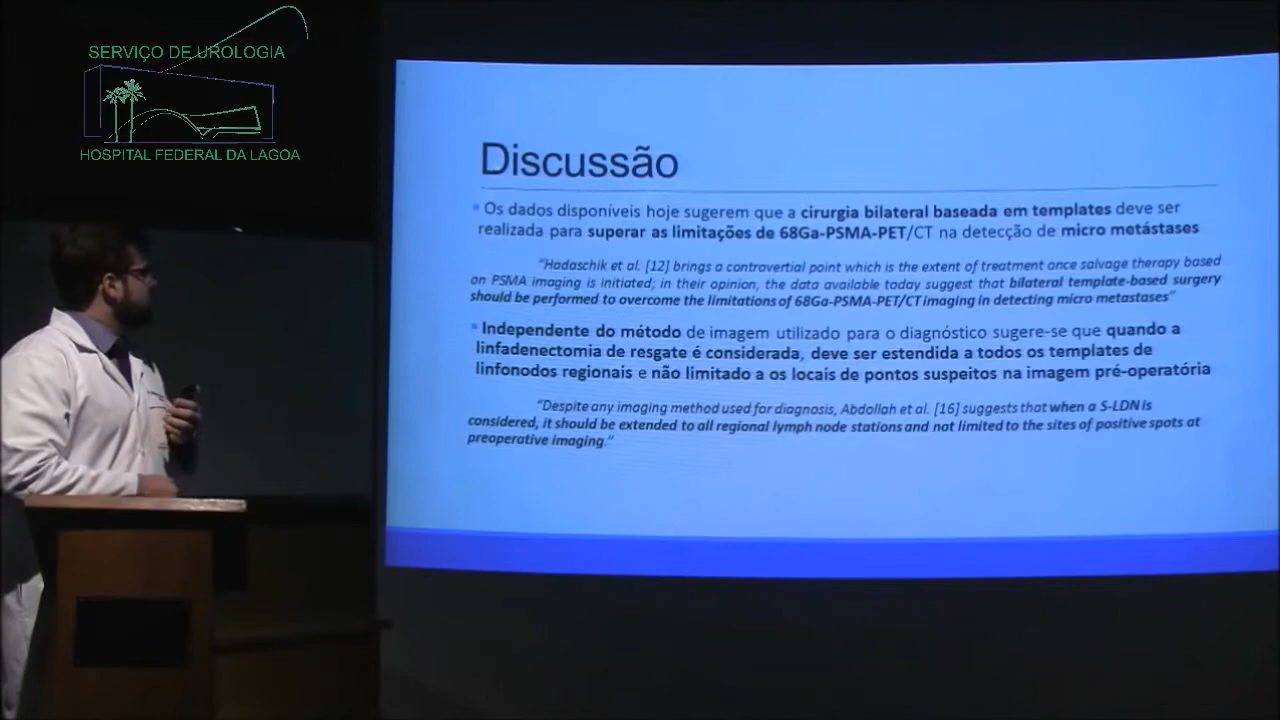 SERVIÇO DE UROLOGIA
HOSPITAL FEDERAL DA LAGOA
Discussão
Os dados disponíveis hoje sugerem que a cirurgia bilateral baseada em templates deve ser
realizada para superar as limitações de 68Ga-PSMA-PET/CT na detecção de micro metástases
"Hadaschik et al. [12] brings a controvertial point which is the extent of treatment once salvage therapy based
on PSMA imaging is initiated; in their opinion, the data available today suggest that bilateral template-based surgery
should be performed to overcome the limitations of 68Ga-PSMA-PET/CT imaging in detecting micro metastases"
Independente do método de imagem utilizado para o diagnóstico sugere-se que quando a
linfadenectomia de resgate é considerada, deve ser estendida a todos os templates de
linfonodos regionais e não limitado a os locais de pontos suspeitos na imagem pré-operatória
"Despite any imaging method used for diagnosis, Abdollah et al. [16] suggests that when a S-LDN is
considered, it should be extended to all regional lymph node stations and not limited to the sites of positive spots at
preoperative imaging."